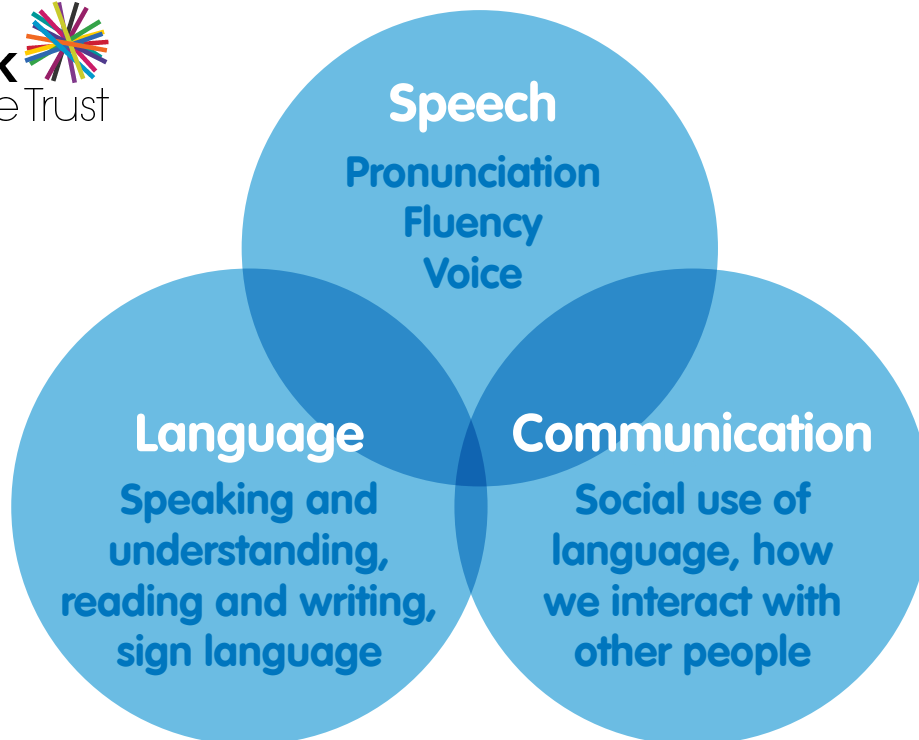 k
e Trust
Speech
Pronunciation
Fluency
Voice
Language
Speaking and
understanding,
reading and writing,
sign language
Communication
Social use of
language, how
we interact with
other people